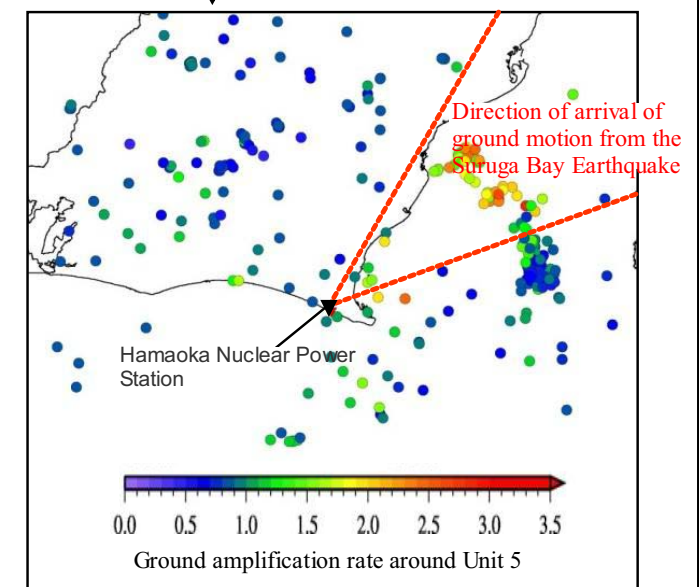 Direction of arrival of
ground motion from the
Suruga Bay Earthquake
Hamaoka Nuclear Power
Station
0.0 0.5 1.0 1.5 2.0 2.5 3.0 3.5
Ground amplification rate around Unit 5